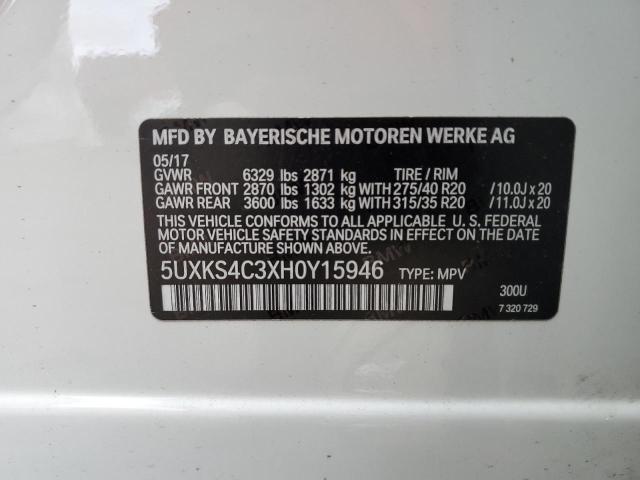 MFD BY BAYERISCHE MOTOREN WERKE AG
05/17
GVWR 6329 lbs 2871 kg TIRE / RIM
GAWR FRONT 2870 lbs 1302 kg WITH 275/40 R20 /10.0J x 20
GAWR REAR 3600 lbs 1633 kg WITH 315/35 R20 /11.0J x 20
THIS VEHICLE CONFORMS TO ALL APPLICABLE U. S. FEDERAL
MOTOR VEHICLE SAFETY STANDARDS IN EFFECT ON THE DATE
OF MANUFACTURE SHOWN ABOVE.
5UXKS4C3XH0Y15946 TYPE: MPV
300U
7 320 729